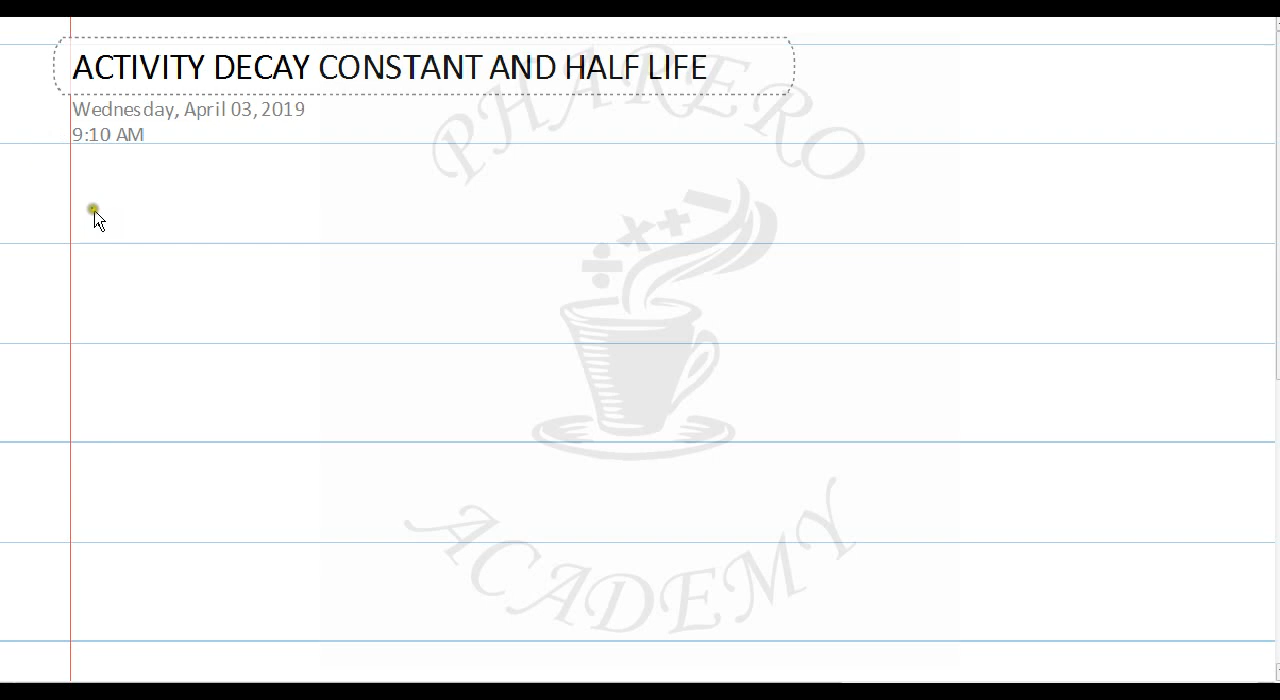 ACTIVITY DECAY CONSTANT AND HALF LIFE
Wednesday, April 03, 2019
9:10 AM
PHARERO
ACADEMY